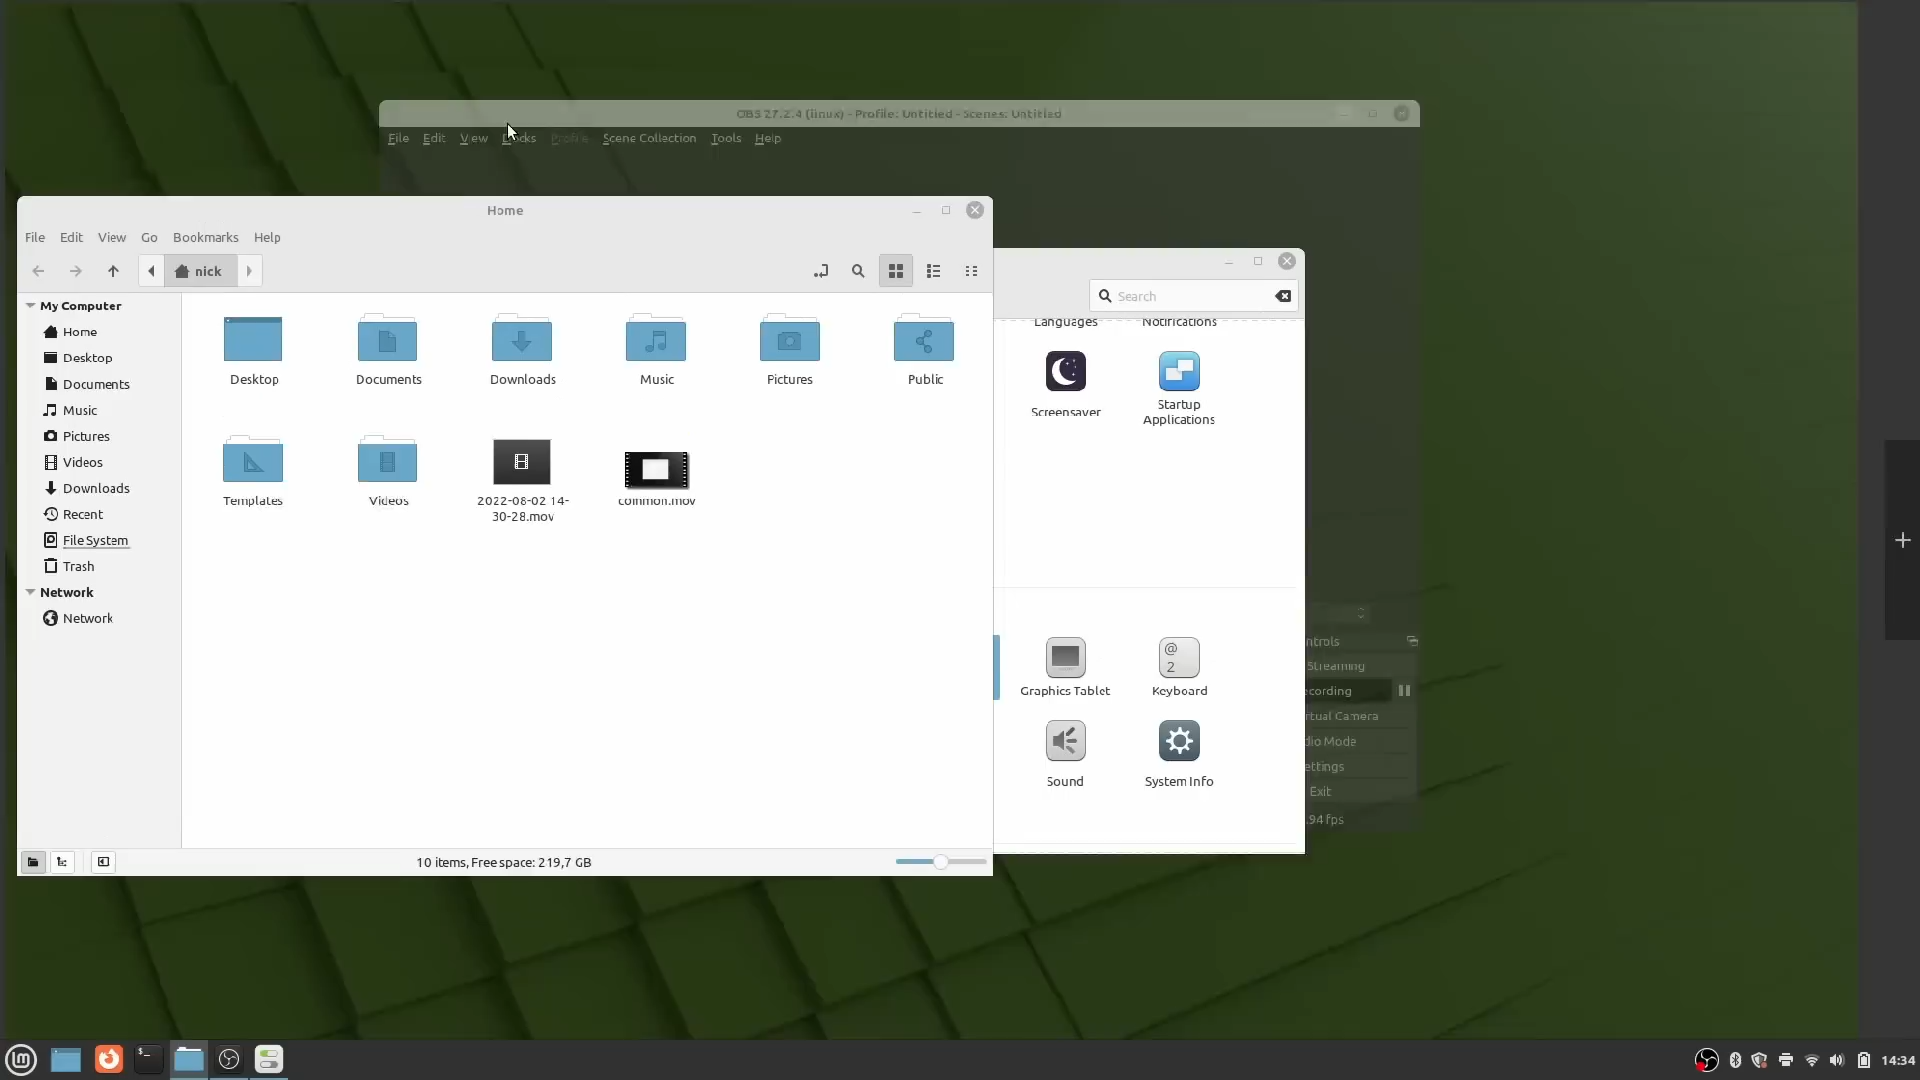 OBS 27.2.4 (linux) - Profile: Untitled - Scenes: Untitled
File Edit View Docks Profile Scene Collection Tools Help
Home
File Edit View Go Bookmarks Help
nick
Search
My Computer
Home
Desktop
Documents
Music
Pictures
Videos
Downloads
Recent
File System
Trash
Network
Network
Desktop Documents Downloads Music Pictures Public
Templates Videos 2022-08-02 14-
30-28.mov
common.mov
10 items, Free space: 219,7 GB
Languages Notifications
Screensaver Startup
Applications
Graphics Tablet Keyboard
Sound System Info
ntrols
Streaming
ecording
rtual Camera
dio Mode
ettings
Exit
.94 fps
14:34